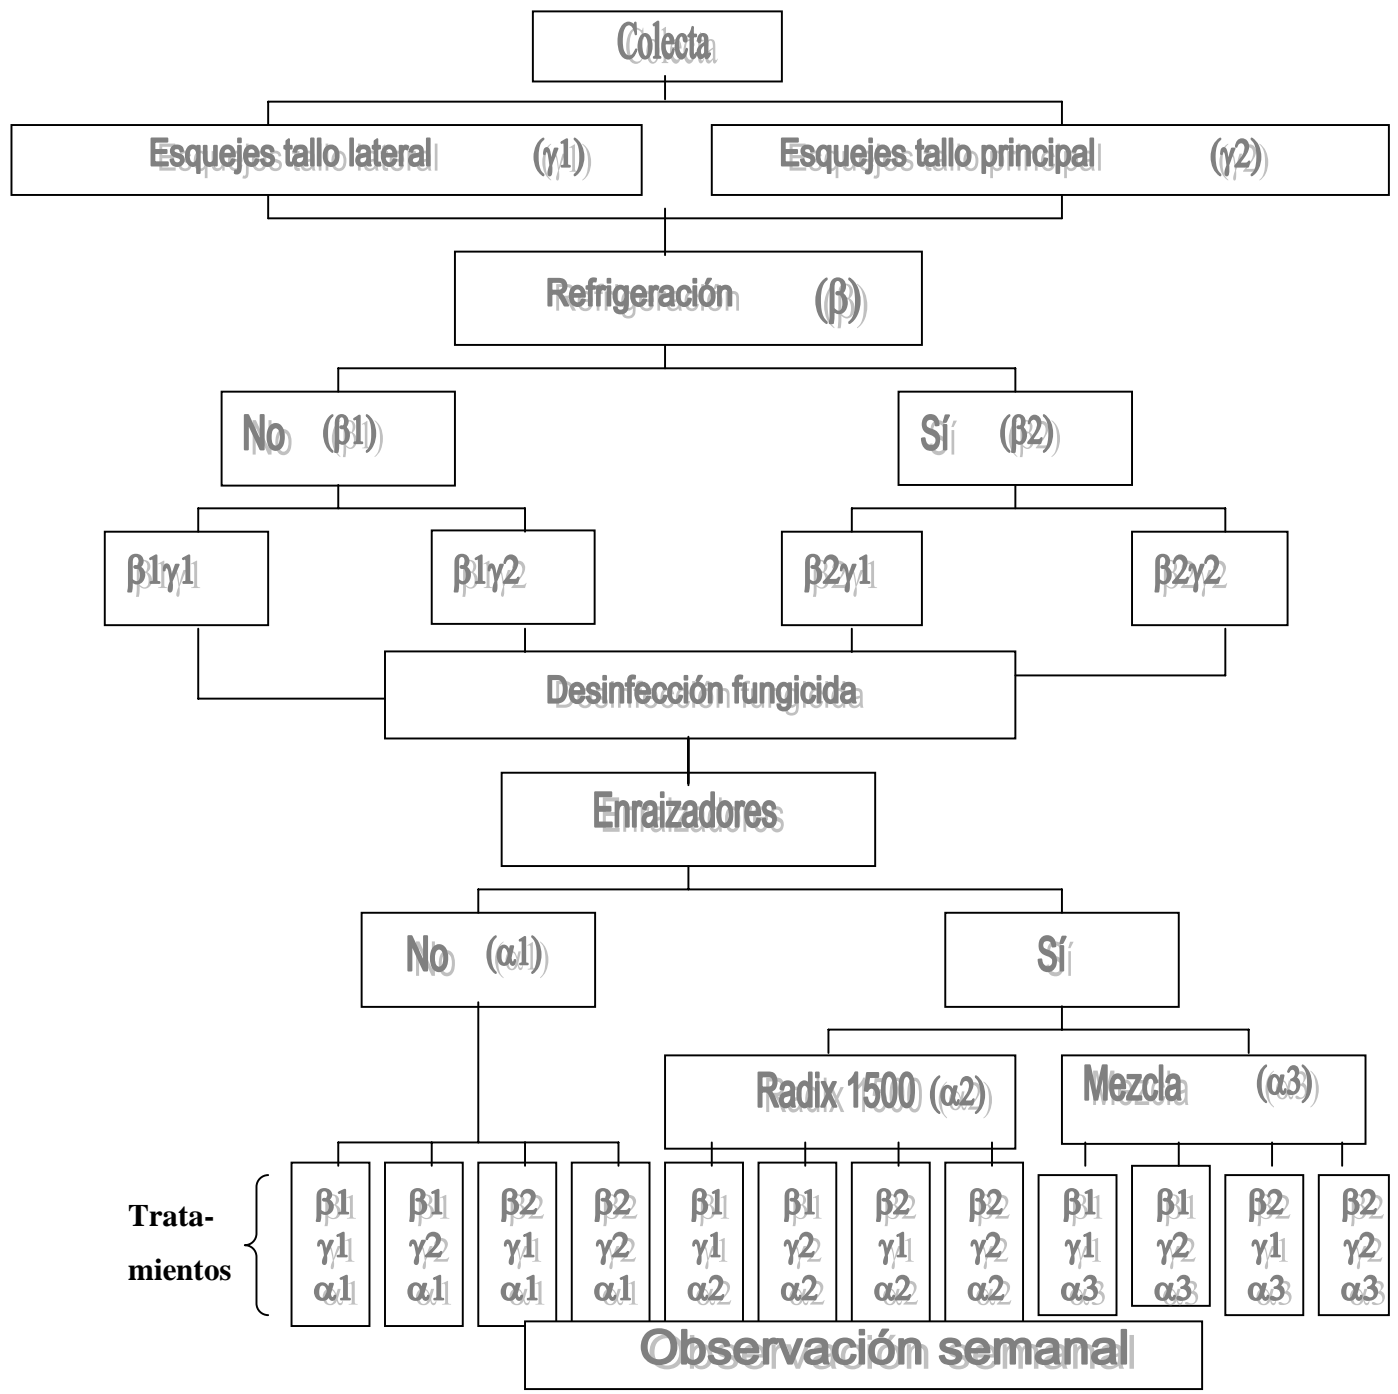 Colecta
Esquejes tallo lateral (γ1)
Esquejes tallo principal (γ2)
Refrigeración (β)
No (β1)
Sí (β2)
β1γ1
β1γ2
β2γ1
β2γ2
Desinfección fungicida
Enraizadores
No (α1)
Sí
Radix 1500 (α2)
Mezcla (α3)
Trata-
mientos
β1
γ1
α1
β1
γ2
α1
β2
γ1
α1
β2
γ2
α1
β1
γ1
α2
β1
γ2
α2
β2
γ1
α2
β2
γ2
α2
β1
γ1
α3
β1
γ2
α3
β2
γ1
α3
β2
γ2
α3
Observación semanal